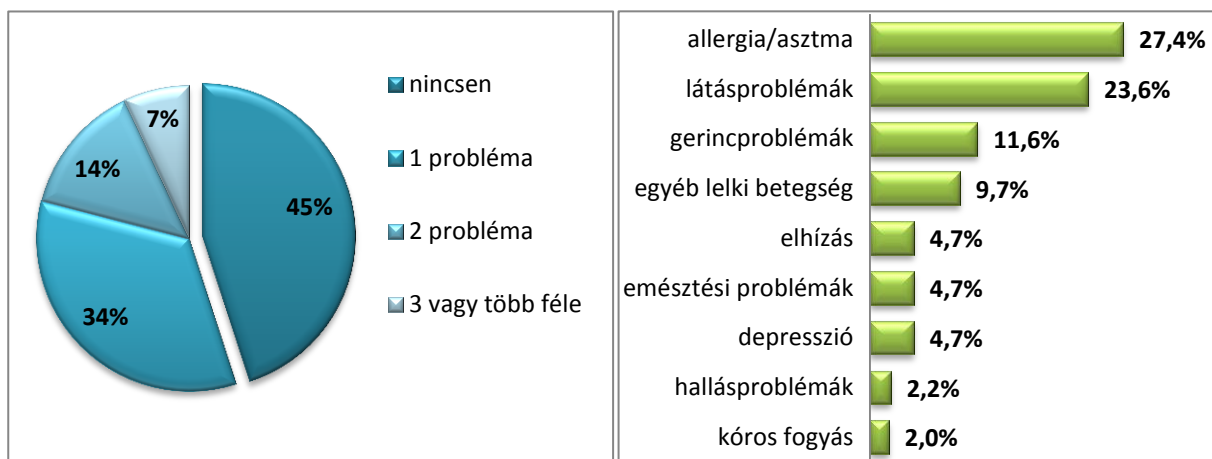 45%
34%
14%
7%
nincsen
1 probléma
2 probléma
3 vagy több féle
allergia/asztma 27,4%
látásproblémák 23,6%
gerincproblémák 11,6%
egyéb lelki betegség 9,7%
elhízás 4,7%
emésztési problémák 4,7%
depresszió 4,7%
hallásproblémák 2,2%
kóros fogyás 2,0%